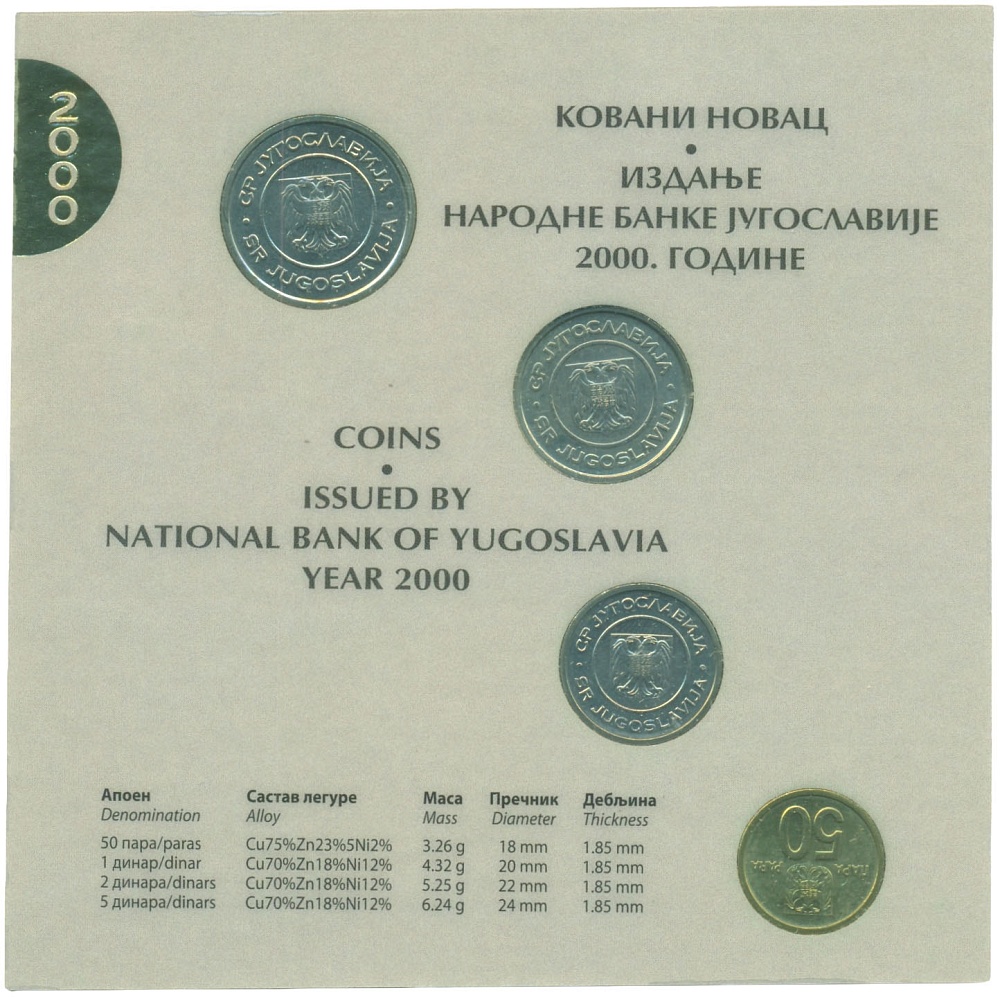 2000
СР ЈУГОСЛАВИЈА
SR JUGOSLAVIJA
КОВАНИ НОВАЦ
•
ИЗДАЊЕ
НАРОДНЕ БАНКЕ ЈУГОСЛАВИЈЕ
2000. ГОДИНЕ
СР ЈУГОСЛАВИЈА
SR JUGOSLAVIJA
COINS
•
ISSUED BY
NATIONAL BANK OF YUGOSLAVIA
YEAR 2000
СР ЈУГОСЛАВИЈА
SR JUGOSLAVIJA
Апоен Састав легуре Маса Пречник Дебљина
Denomination Alloy Mass Diameter Thickness
50 пара/paras Cu75%Zn23%5Ni2% 3.26 g 18 mm 1.85 mm
1 динар/dinar Cu70%Zn18%Ni12% 4.32 g 20 mm 1.85 mm
2 динара/dinars Cu70%Zn18%Ni12% 5.25 g 22 mm 1.85 mm
5 динара/dinars Cu70%Zn18%Ni12% 6.24 g 24 mm 1.85 mm
50
ПАРА PARA